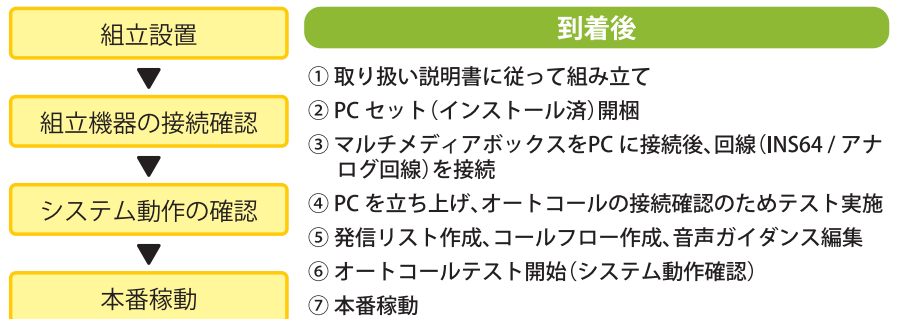 組立設置
組立機器の接続確認
システム動作の確認
本番稼動
到着後
① 取り扱い説明書に従って組み立て
② PC セット（インストール済）開梱
③ マルチメディアボックスをPC に接続後、回線（INS64 / アナ
ログ回線）を接続
④ PC を立ち上げ、オートコールの接続確認のためテスト実施
⑤ 発信リスト作成、コールフロー作成、音声ガイダンス編集
⑥ オートコールテスト開始（システム動作確認）
⑦ 本番稼動